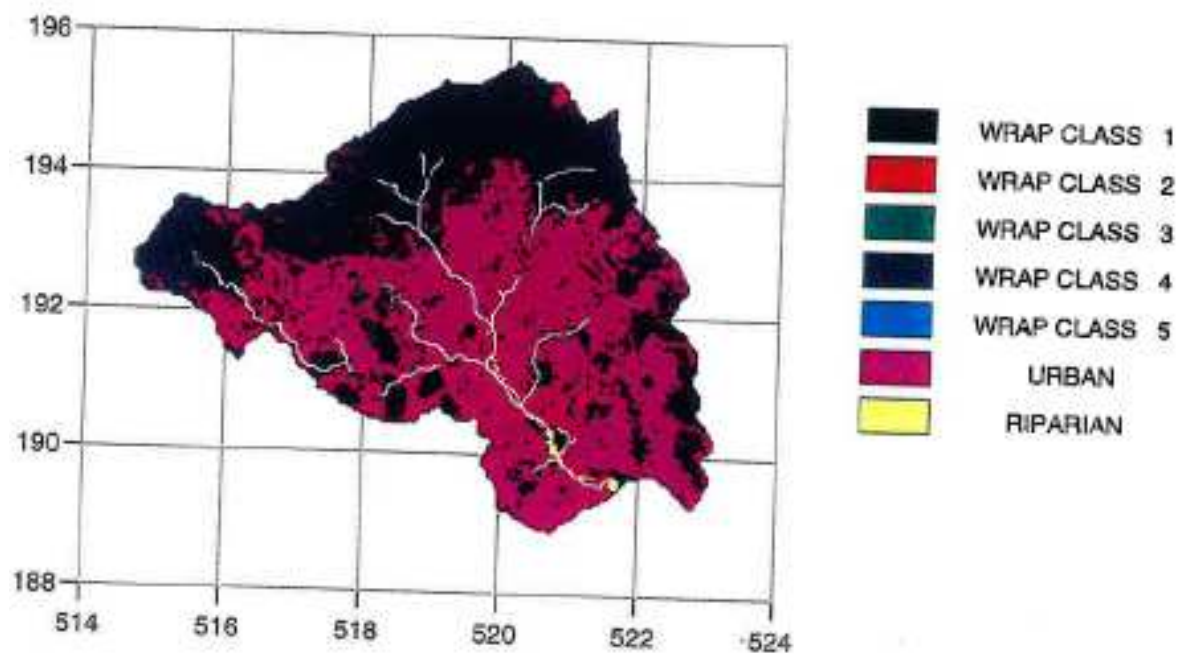 196
194
192
190
188
514
516
518
520
522
524
WRAP CLASS 1
WRAP CLASS 2
WRAP CLASS 3
WRAP CLASS 4
WRAP CLASS 5
URBAN
RIPARIAN